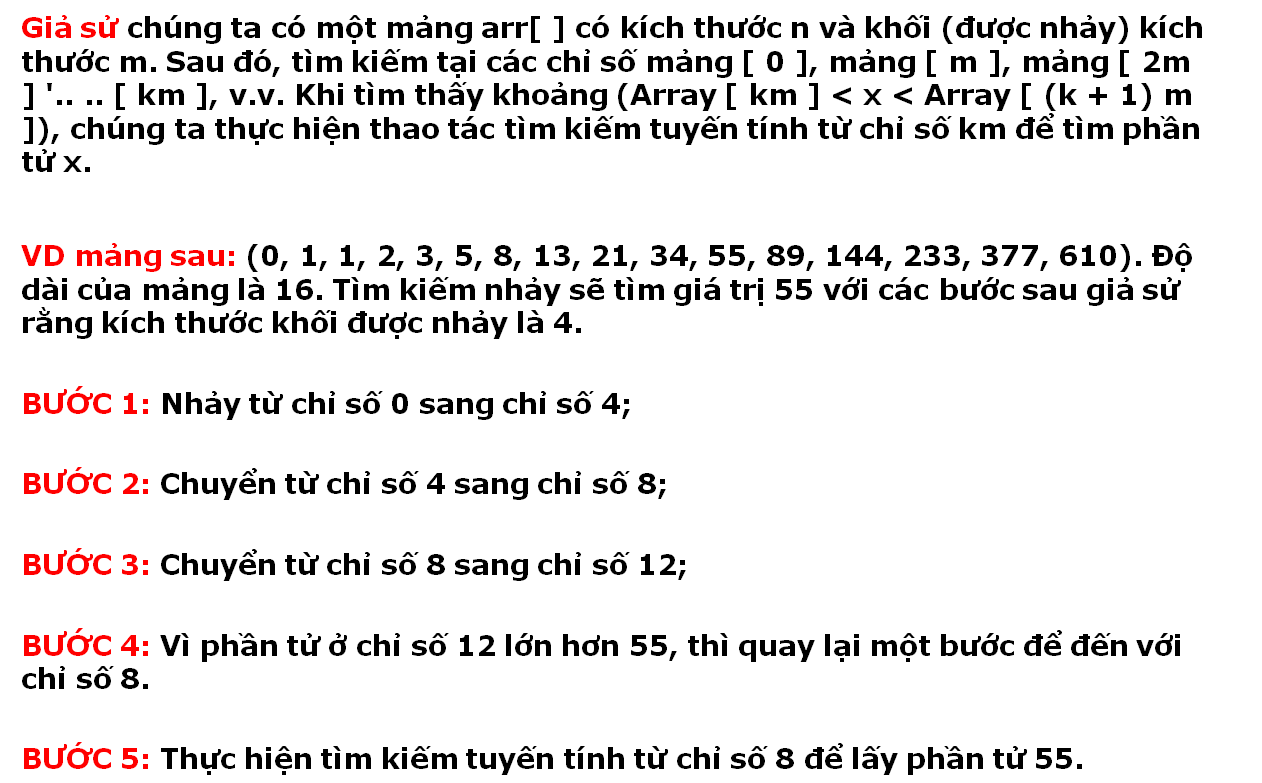 Giả sử chúng ta có một mảng arr[ ] có kích thước n và khối (được nhảy) kích
thước m. Sau đó, tìm kiếm tại các chỉ số mảng [ 0 ], mảng [ m ], mảng [ 2m
] '.. .. [ km ], v.v. Khi tìm thấy khoảng (Array [ km ] < x < Array [ (k + 1) m
]), chúng ta thực hiện thao tác tìm kiếm tuyến tính từ chỉ số km để tìm phần
tử x.
VD mảng sau: (0, 1, 1, 2, 3, 5, 8, 13, 21, 34, 55, 89, 144, 233, 377, 610). Độ
dài của mảng là 16. Tìm kiếm nhảy sẽ tìm giá trị 55 với các bước sau giả sử
rằng kích thước khối được nhảy là 4.
BƯỚC 1: Nhảy từ chỉ số 0 sang chỉ số 4;
BƯỚC 2: Chuyển từ chỉ số 4 sang chỉ số 8;
BƯỚC 3: Chuyển từ chỉ số 8 sang chỉ số 12;
BƯỚC 4: Vì phần tử ở chỉ số 12 lớn hơn 55, thì quay lại một bước để đến với
chỉ số 8.
BƯỚC 5: Thực hiện tìm kiếm tuyến tính từ chỉ số 8 để lấy phần tử 55.